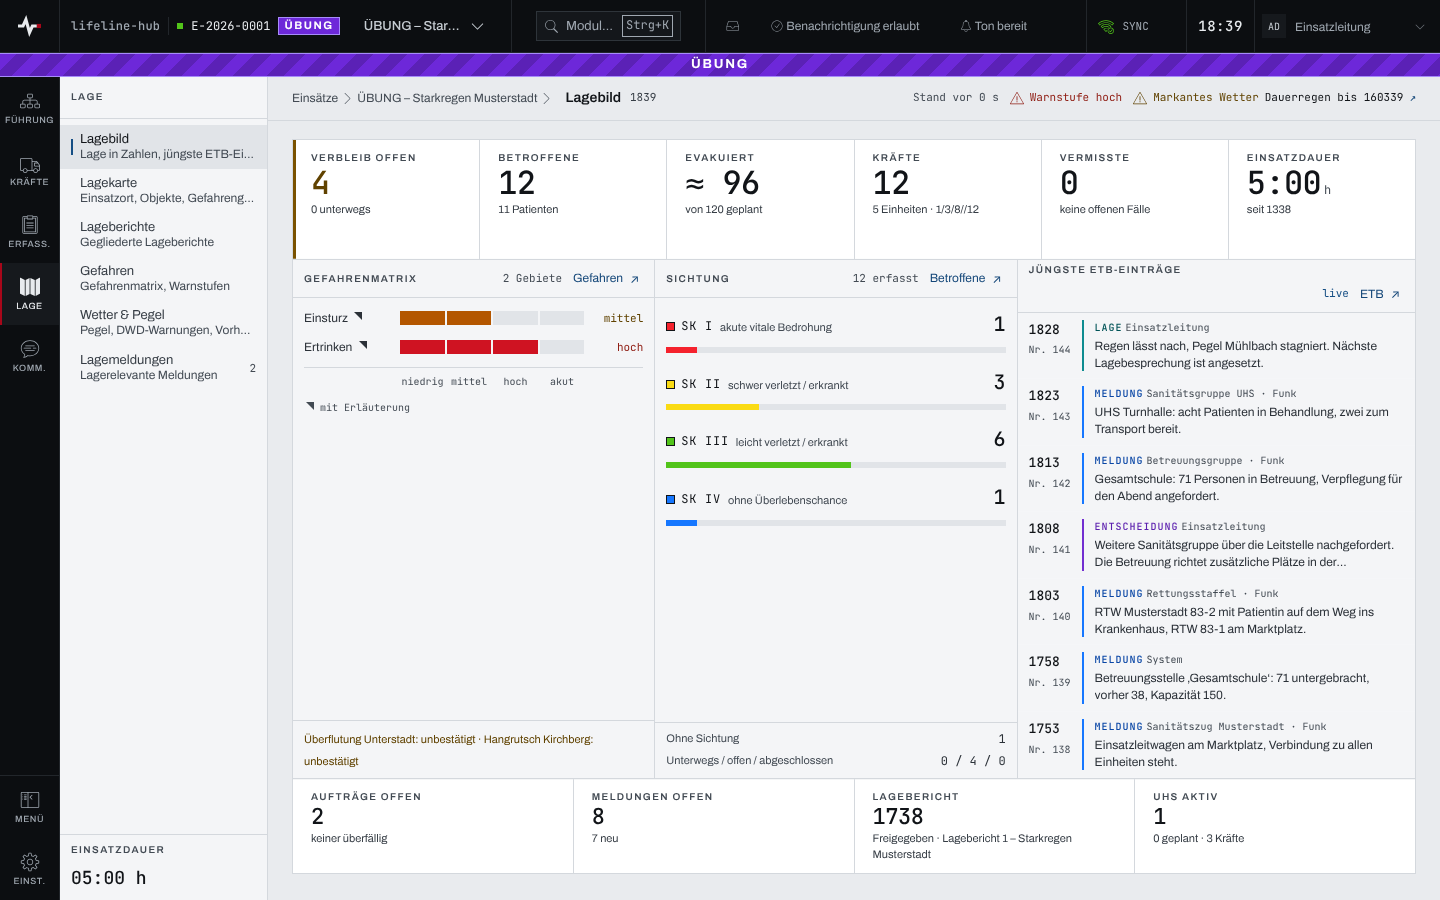 lifeline-hub
E-2026-0001
ÜBUNG
ÜBUNG – Star...
Modul...
Strg+K
Benachrichtigung erlaubt
Ton bereit
SYNC
18:39
AD
Einsatzleitung
ÜBUNG
FÜHRUNG
KRÄFTE
ERFASS.
LAGE
KOMM.
MENÜ
EINST.
LAGE
Lagebild
Lage in Zahlen, jüngste ETB-Ei...
Lagekarte
Einsatzort, Objekte, Gefahreng...
Lageberichte
Gegliederte Lageberichte
Gefahren
Gefahrenmatrix, Warnstufen
Wetter & Pegel
Pegel, DWD-Warnungen, Vorh...
Lagemeldungen
Lagerelevante Meldungen
2
EINSATZDAUER
05:00 h
Einsätze
ÜBUNG – Starkregen Musterstadt
Lagebild
1839
Stand vor 0 s
Warnstufe hoch
Markantes Wetter Dauerregen bis 160339 ↗
VERBLEIB OFFEN
4
0 unterwegs
BETROFFENE
12
11 Patienten
EVAKUIERT
≈ 96
von 120 geplant
KRÄFTE
12
5 Einheiten · 1/3/8//12
VERMISSTE
0
keine offenen Fälle
EINSATZDAUER
5:00 h
seit 1338
GEFAHRENMATRIX
2 Gebiete
Gefahren ↗
Einsturz
mittel
Ertrinken
hoch
niedrig mittel hoch akut
mit Erläuterung
Überflutung Unterstadt: unbestätigt · Hangrutsch Kirchberg:
unbestätigt
SICHTUNG
12 erfasst
Betroffene ↗
SK I akute vitale Bedrohung
1
SK II schwer verletzt / erkrankt
3
SK III leicht verletzt / erkrankt
6
SK IV ohne Überlebenschance
1
Ohne Sichtung
1
Unterwegs / offen / abgeschlossen
0 / 4 / 0
JÜNGSTE ETB-EINTRÄGE
live
ETB ↗
1828
Nr. 144
LAGE Einsatzleitung
Regen lässt nach, Pegel Mühlbach stagniert. Nächste
Lagebesprechung ist angesetzt.
1823
Nr. 143
MELDUNG Sanitätsgruppe UHS · Funk
UHS Turnhalle: acht Patienten in Behandlung, zwei zum
Transport bereit.
1813
Nr. 142
MELDUNG Betreuungsgruppe · Funk
Gesamtschule: 71 Personen in Betreuung, Verpflegung für
den Abend angefordert.
1808
Nr. 141
ENTSCHEIDUNG Einsatzleitung
Weitere Sanitätsgruppe über die Leitstelle nachgefordert.
Die Betreuung richtet zusätzliche Plätze in der...
1803
Nr. 140
MELDUNG Rettungsstaffel · Funk
RTW Musterstadt 83-2 mit Patientin auf dem Weg ins
Krankenhaus, RTW 83-1 am Marktplatz.
1758
Nr. 139
MELDUNG System
Betreuungsstelle ‚Gesamtschule‘: 71 untergebracht,
vorher 38, Kapazität 150.
1753
Nr. 138
MELDUNG Sanitätszug Musterstadt · Funk
Einsatzleitwagen am Marktplatz, Verbindung zu allen
Einheiten steht.
AUFTRÄGE OFFEN
2
keiner überfällig
MELDUNGEN OFFEN
8
7 neu
LAGEBERICHT
1738
Freigegeben · Lagebericht 1 – Starkregen
Musterstadt
UHS AKTIV
1
0 geplant · 3 Kräfte